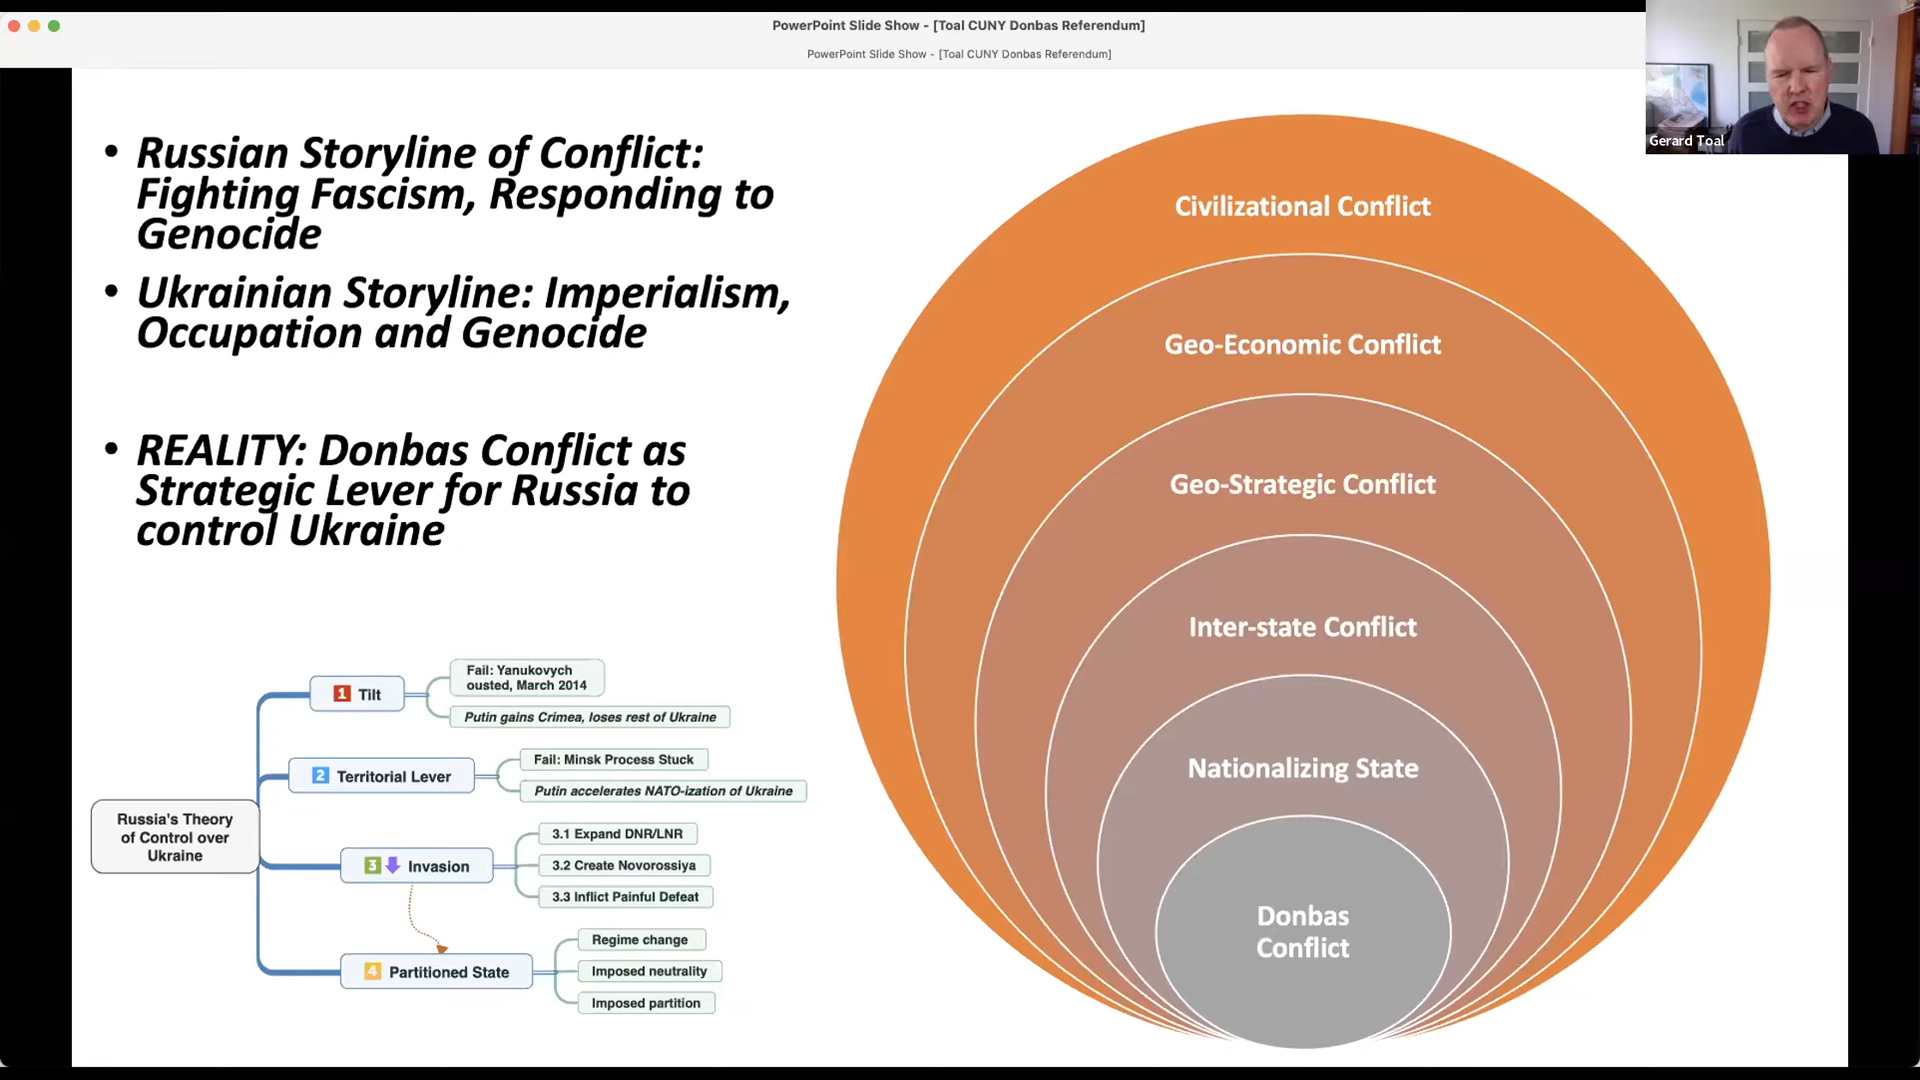 PowerPoint Slide Show - [Toal CUNY Donbas Referendum]
PowerPoint Slide Show - [Toal CUNY Donbas Referendum]
Gerard Toal
• Russian Storyline of Conflict:
Fighting Fascism, Responding to
Genocide
• Ukrainian Storyline: Imperialism,
Occupation and Genocide
• REALITY: Donbas Conflict as
Strategic Lever for Russia to
control Ukraine
Russia's Theory
of Control over
Ukraine
1 Tilt
Fail: Yanukovych
ousted, March 2014
Putin gains Crimea, loses rest of Ukraine
2 Territorial Lever
Fail: Minsk Process Stuck
Putin accelerates NATO-ization of Ukraine
3 Invasion
3.1 Expand DNR/LNR
3.2 Create Novorossiya
3.3 Inflict Painful Defeat
4 Partitioned State
Regime change
Imposed neutrality
Imposed partition
Civilizational Conflict
Geo-Economic Conflict
Geo-Strategic Conflict
Inter-state Conflict
Nationalizing State
Donbas
Conflict